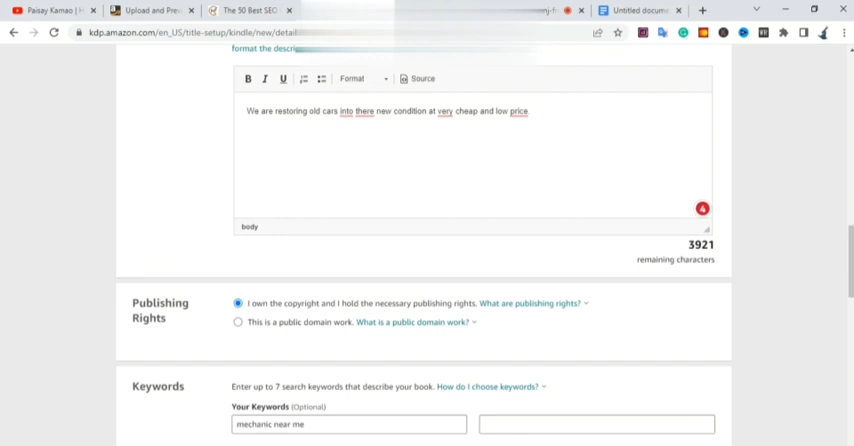 Paisay Kamao | H
Upload and Prev
The 50 Best SEO
Untitled docume
kdp.amazon.com/en_US/title-setup/kindle/new/detail
format the descri
B I U Format Source
We are restoring old cars into there new condition at very cheap and low price
4
body
3921
remaining characters
Publishing Rights
I own the copyright and I hold the necessary publishing rights. What are publishing rights?
This is a public domain work. What is a public domain work?
Keywords
Enter up to 7 search keywords that describe your book. How do I choose keywords?
Your Keywords (Optional)
mechanic near me